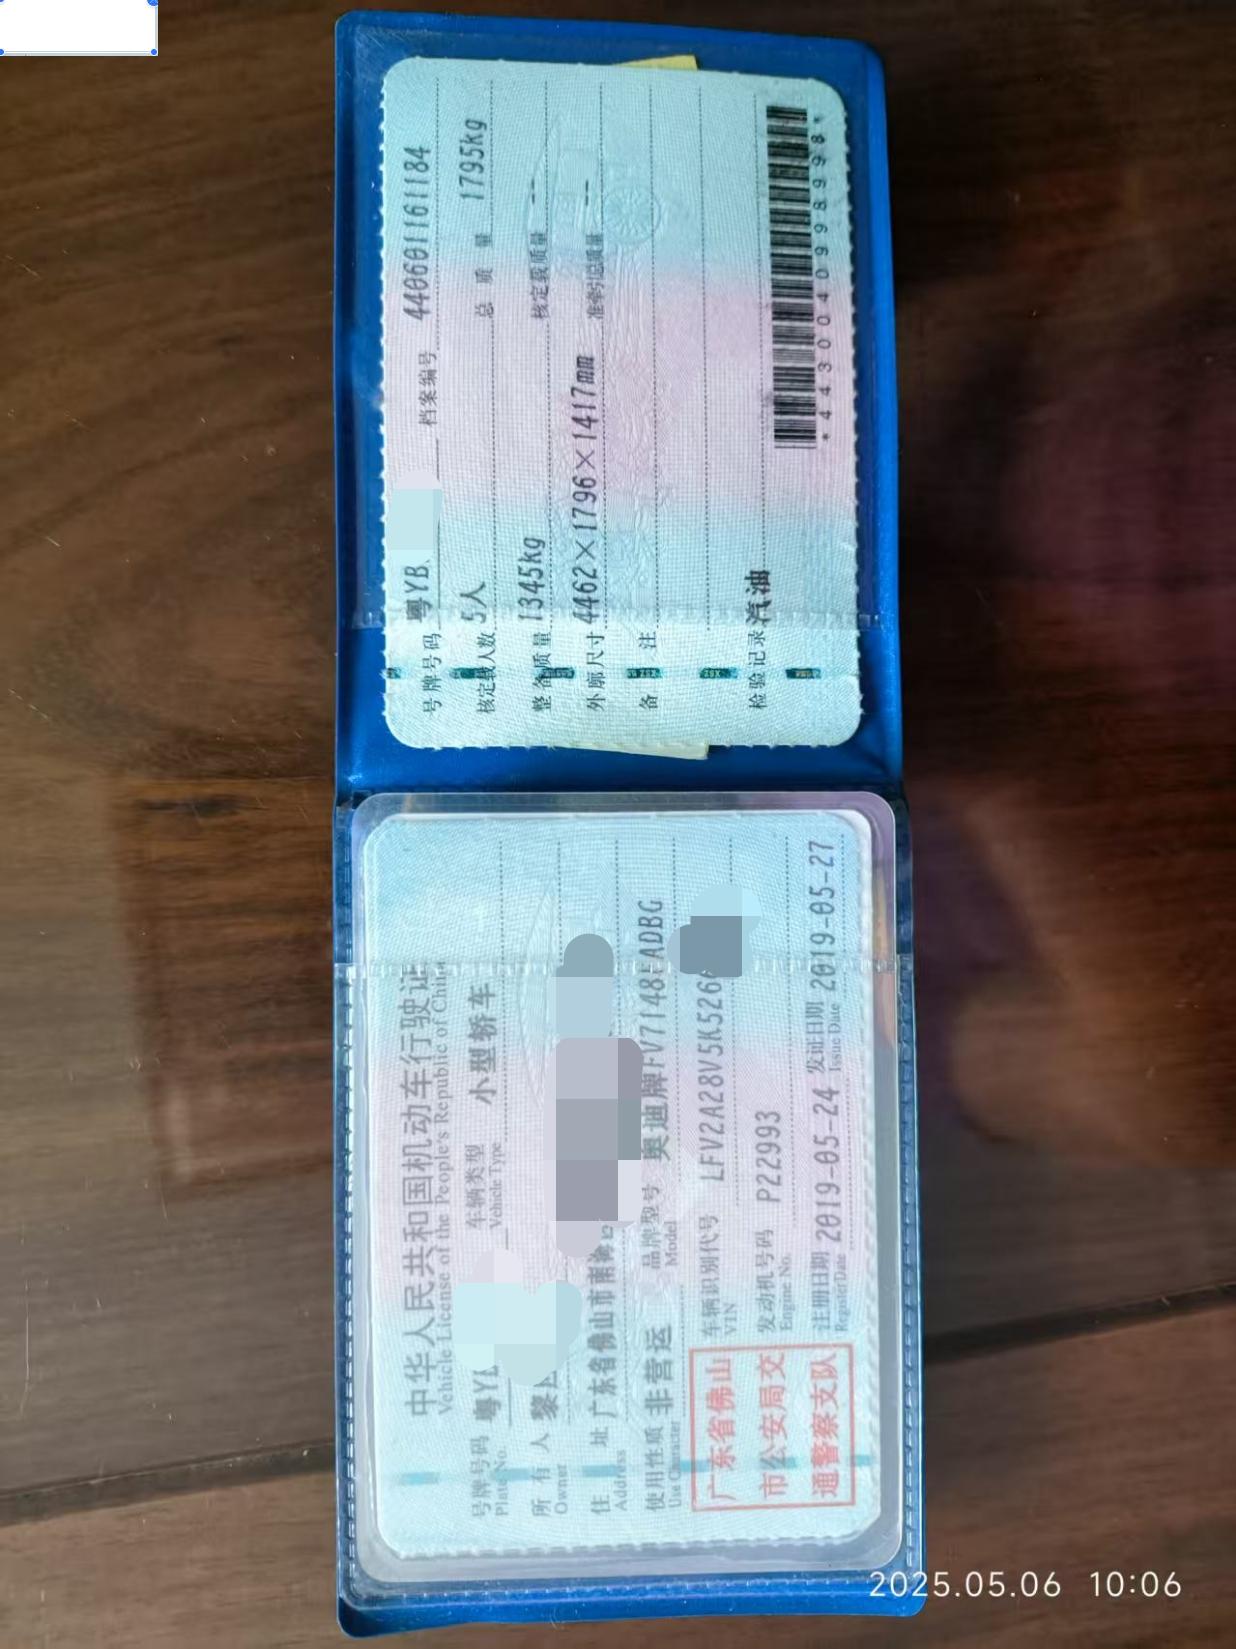 中华人民共和国机动车行驶证
Vehicle License of the People's Republic of China
号牌号码 粤Y 车辆类型 小型轿车
Plate No. Vehicle Type
所有人 黎
Owner
住址 广东省佛山市南海
Address
使用性质 非营运 品牌型号 奥迪牌FV7148FADBG
Use Character Model
车辆识别代号 LFV2A28V5K526
VIN
发动机号码 P22993
Engine No.
注册日期 2019-05-24 发证日期 2019-05-27
Register Date Issue Date
广东省佛山
市公安局交
通警察支队
号牌号码 粤YB 档案编号 440601161184
核定载人数 5人 总质量 1795kg
整备质量 1345kg 核定载质量 --
外廓尺寸 4462×1796×1417mm 准牵引总质量 --
备注
检验记录 汽油
*4430040998998*
2025.05.06 10:06